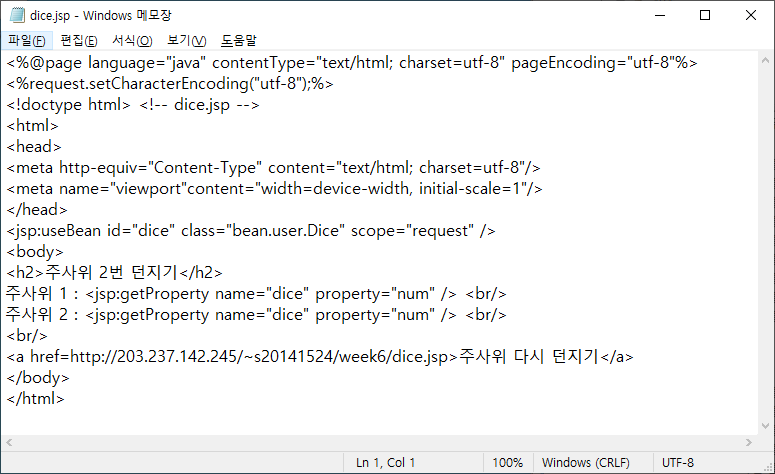 dice.jsp - Windows 메모장
파일(F) 편집(E) 서식(O) 보기(V) 도움말
<%@page language="java" contentType="text/html; charset=utf-8" pageEncoding="utf-8"%>
<%request.setCharacterEncoding("utf-8");%>
<!doctype html> <!-- dice.jsp -->
<html>
<head>
<meta http-equiv="Content-Type" content="text/html; charset=utf-8"/>
<meta name="viewport"content="width=device-width, initial-scale=1"/>
</head>
<jsp:useBean id="dice" class="bean.user.Dice" scope="request" />
<body>
<h2>주사위 2번 던지기</h2>
주사위 1 : <jsp:getProperty name="dice" property="num" /> <br/>
주사위 2 : <jsp:getProperty name="dice" property="num" /> <br/>
<br/>
<a href=http://203.237.142.245/~s20141524/week6/dice.jsp>주사위 다시 던지기</a>
</body>
</html>
Ln 1, Col 1 100% Windows (CRLF) UTF-8